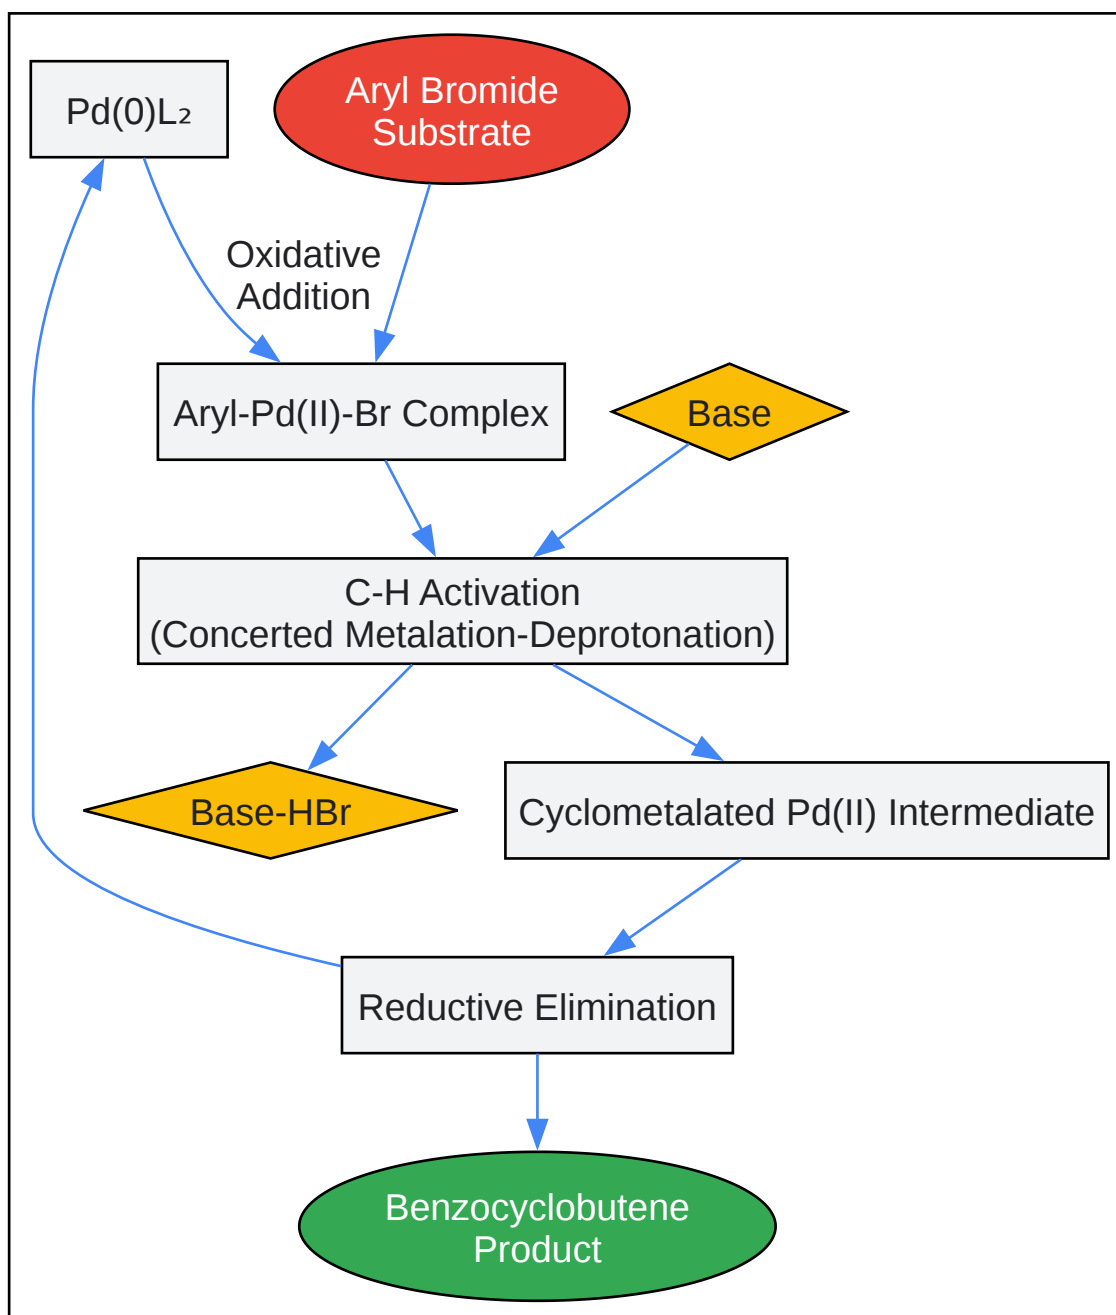 Pd(0)L₂
Aryl Bromide
Substrate
Oxidative
Addition
Aryl-Pd(II)-Br Complex
Base
C-H Activation
(Concerted Metalation-Deprotonation)
Base-HBr
Cyclometalated Pd(II) Intermediate
Reductive Elimination
Benzocyclobutene
Product